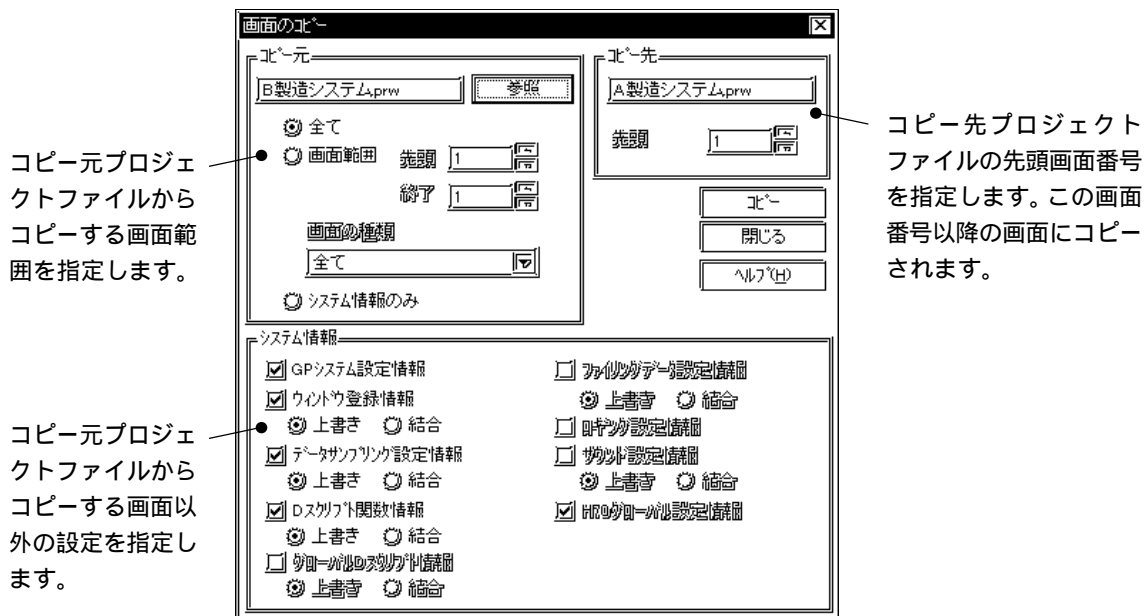 画面のｺﾋﾟｰ
ｺﾋﾟｰ元
B製造システム.prw
参照
全て
画面範囲
先頭
1
終了
1
画面の種類
全て
ｼｽﾃﾑ情報のみ
ｺﾋﾟｰ先
A製造システム.prw
先頭
1
ｺﾋﾟｰ
閉じる
ﾍﾙﾌﾟ(H)
ｼｽﾃﾑ情報
GPｼｽﾃﾑ設定情報
ｳｨﾝﾄﾞｳ登録情報
上書き 結合
ﾃﾞｰﾀｻﾝﾌﾟﾘﾝｸﾞ設定情報
上書き 結合
Dｽｸﾘﾌﾟﾄ関数情報
上書き 結合
ｸﾞﾛｰﾊﾞﾙDｽｸﾘﾌﾟﾄ情報
上書き 結合
ﾌｧｲﾘﾝｸﾞﾃﾞｰﾀ設定情報
上書き 結合
ﾛｷﾞﾝｸﾞ設定情報
ｻｳﾝﾄﾞ設定情報
上書き 結合
ｸﾞﾛｰﾊﾞﾙ設定情報
コピー元プロジェ
クトファイルから
コピーする画面範
囲を指定します。
コピー元プロジェ
クトファイルから
コピーする画面以
外の設定を指定し
ます。
コピー先プロジェクト
ファイルの先頭画面番号
を指定します。この画面
番号以降の画面にコピー
されます。